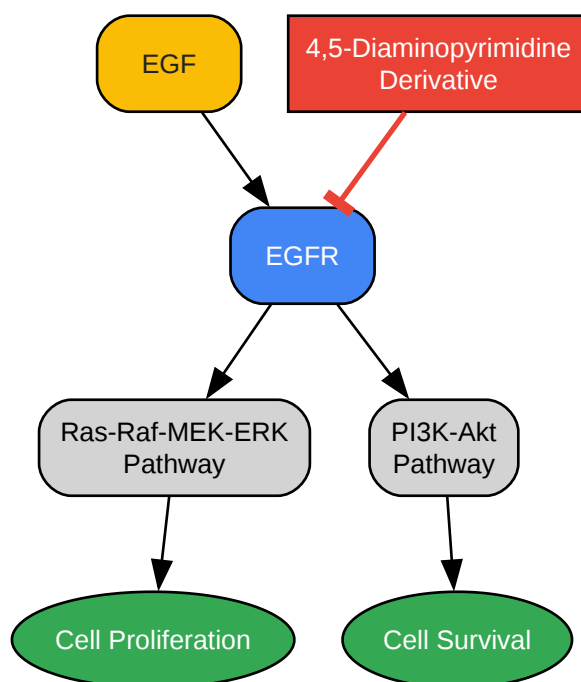 EGF
4,5-Diaminopyrimidine
Derivative
EGFR
Ras-Raf-MEK-ERK
Pathway
PI3K-Akt
Pathway
Cell Proliferation
Cell Survival